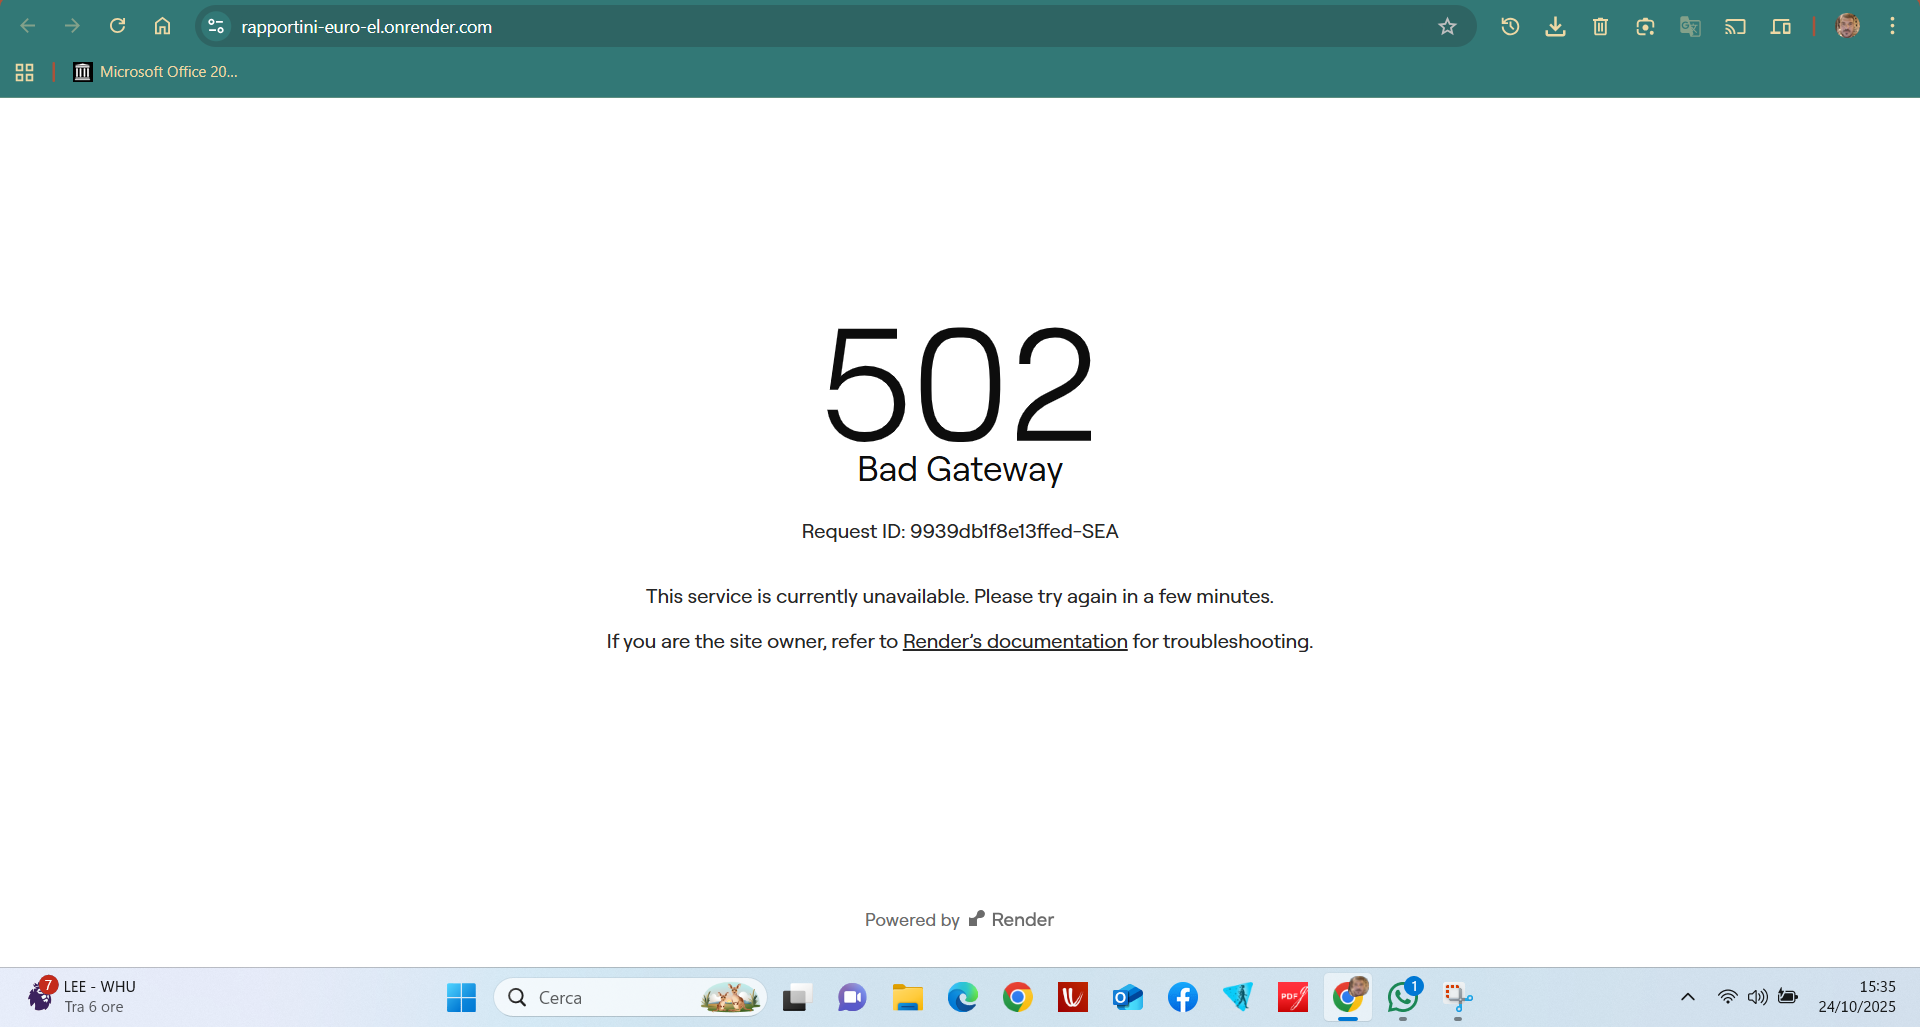 rapportini-euro-el.onrender.com
Microsoft Office 20...
502
Bad Gateway
Request ID: 9939db1f8e13ffed-SEA
This service is currently unavailable. Please try again in a few minutes.
If you are the site owner, refer to Render's documentation for troubleshooting.
Powered by Render
7
LEE - WHU
Tra 6 ore
Cerca
PDF
1
15:35
24/10/2025